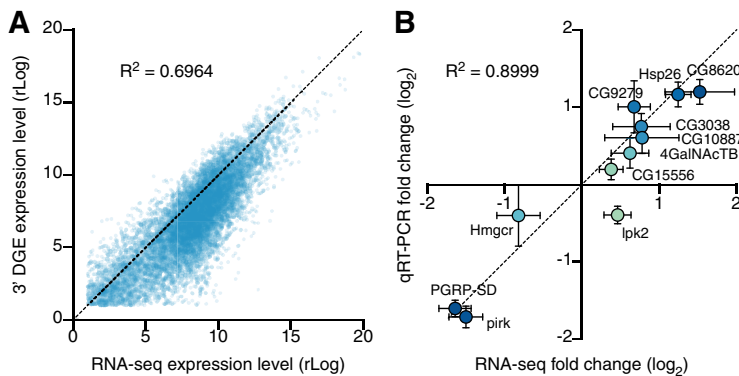 A
B
20
15
10
5
0
0
5
10
15
20
R² = 0.6964
3' DGE expression level (rLog)
RNA-seq expression level (rLog)
2
1
-1
-2
-2
-1
1
2
R² = 0.8999
Hsp26
CG8620
CG9279
CG3038
CG10887
4GalNAcTB
CG15556
Hmgcr
lpk2
PGRP-SD
pirk
qRT-PCR fold change (log₂)
RNA-seq fold change (log₂)